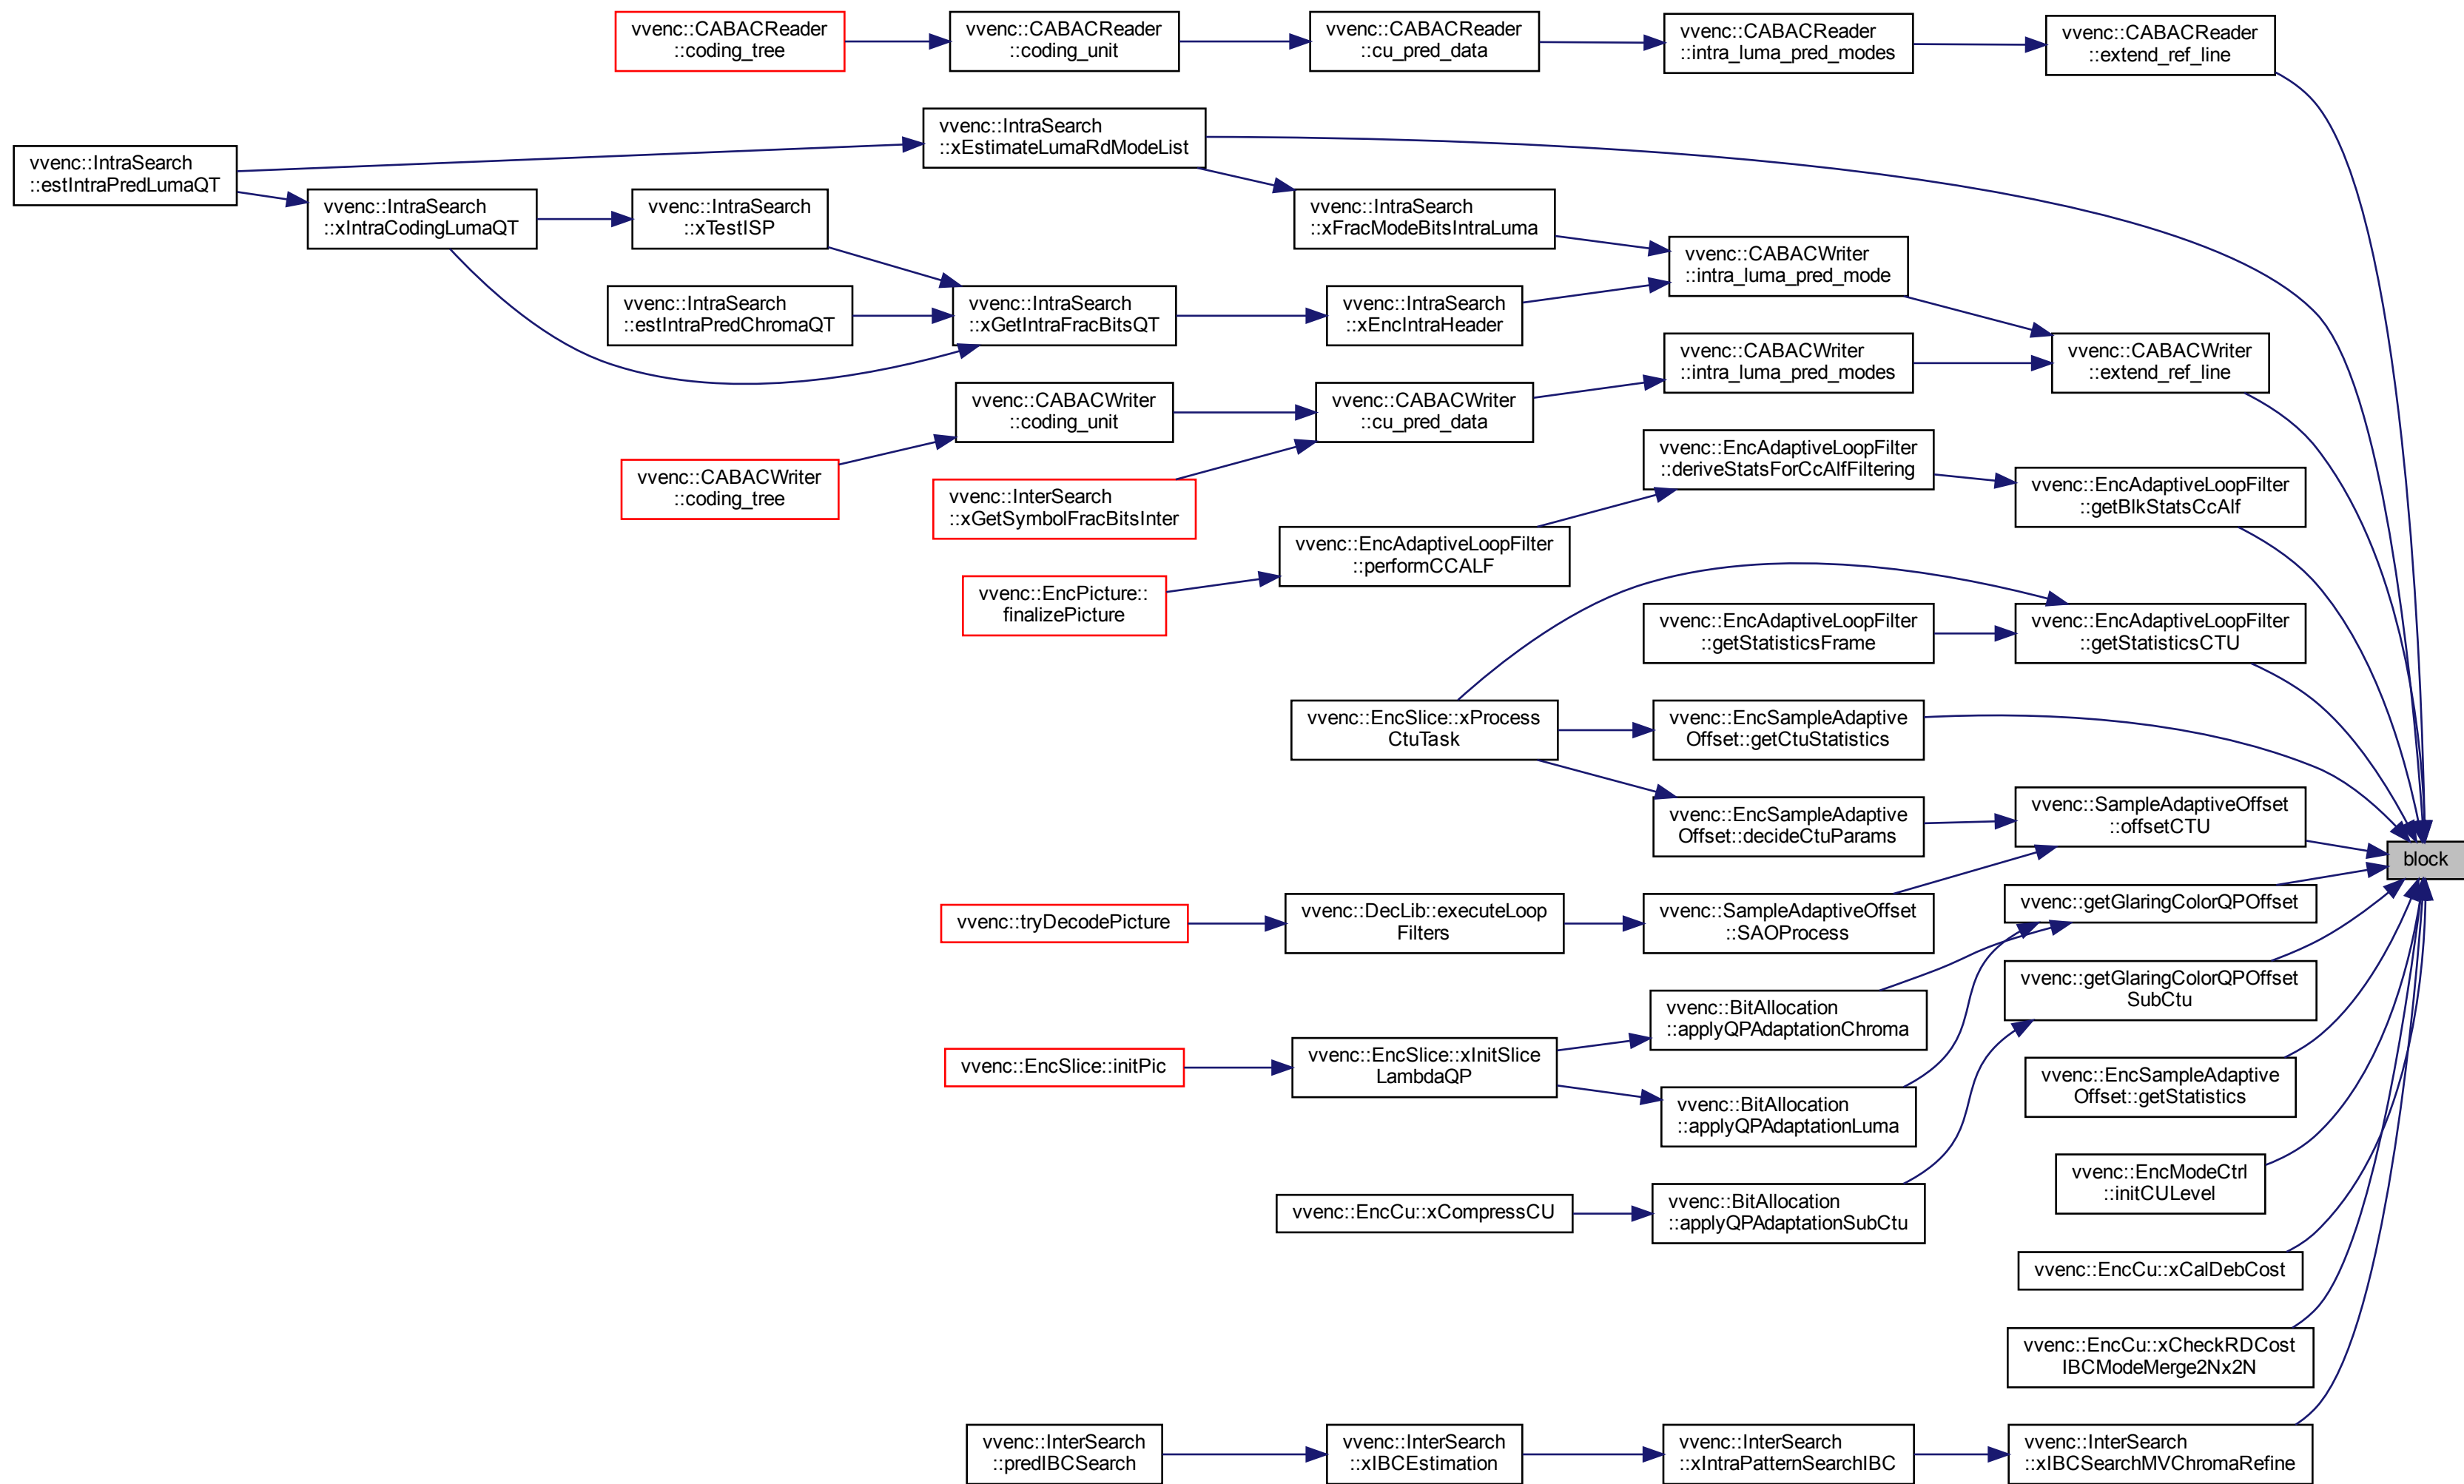 vvenc::CABACReader
::coding_tree
vvenc::CABACReader
::coding_unit
vvenc::CABACReader
::cu_pred_data
vvenc::CABACReader
::intra_luma_pred_modes
vvenc::CABACReader
::extend_ref_line
vvenc::IntraSearch
::estIntraPredLumaQT
vvenc::IntraSearch
::xIntraCodingLumaQT
vvenc::IntraSearch
::xTestISP
vvenc::IntraSearch
::xEstimateLumaRdModeList
vvenc::IntraSearch
::xFracModeBitsIntraLuma
vvenc::CABACWriter
::intra_luma_pred_mode
vvenc::IntraSearch
::estIntraPredChromaQT
vvenc::IntraSearch
::xGetIntraFracBitsQT
vvenc::IntraSearch
::xEncIntraHeader
vvenc::CABACWriter
::intra_luma_pred_modes
vvenc::CABACWriter
::extend_ref_line
vvenc::CABACWriter
::coding_unit
vvenc::CABACWriter
::cu_pred_data
vvenc::CABACWriter
::coding_tree
vvenc::InterSearch
::xGetSymbolFracBitsInter
vvenc::EncAdaptiveLoopFilter
::deriveStatsForCcAlfFiltering
vvenc::EncAdaptiveLoopFilter
::getBlkStatsCcAlf
vvenc::EncAdaptiveLoopFilter
::performCCALF
vvenc::EncPicture::
finalizePicture
vvenc::EncAdaptiveLoopFilter
::getStatisticsFrame
vvenc::EncAdaptiveLoopFilter
::getStatisticsCTU
vvenc::EncSlice::xProcess
CtuTask
vvenc::EncSampleAdaptive
Offset::getCtuStatistics
vvenc::EncSampleAdaptive
Offset::decideCtuParams
vvenc::SampleAdaptiveOffset
::offsetCTU
block
vvenc::tryDecodePicture
vvenc::DecLib::executeLoop
Filters
vvenc::SampleAdaptiveOffset
::SAOProcess
vvenc::getGlaringColorQPOffset
vvenc::getGlaringColorQPOffset
SubCtu
vvenc::EncSlice::initPic
vvenc::EncSlice::xInitSlice
LambdaQP
vvenc::BitAllocation
::applyQPAdaptationChroma
vvenc::BitAllocation
::applyQPAdaptationLuma
vvenc::EncSampleAdaptive
Offset::getStatistics
vvenc::EncModeCtrl
::initCULevel
vvenc::EncCu::xCompressCU
vvenc::BitAllocation
::applyQPAdaptationSubCtu
vvenc::EncCu::xCalDebCost
vvenc::EncCu::xCheckRDCost
IBCModeMerge2Nx2N
vvenc::InterSearch
::predIBCSearch
vvenc::InterSearch
::xIBCEstimation
vvenc::InterSearch
::xIntraPatternSearchIBC
vvenc::InterSearch
::xIBCSearchMVChromaRefine